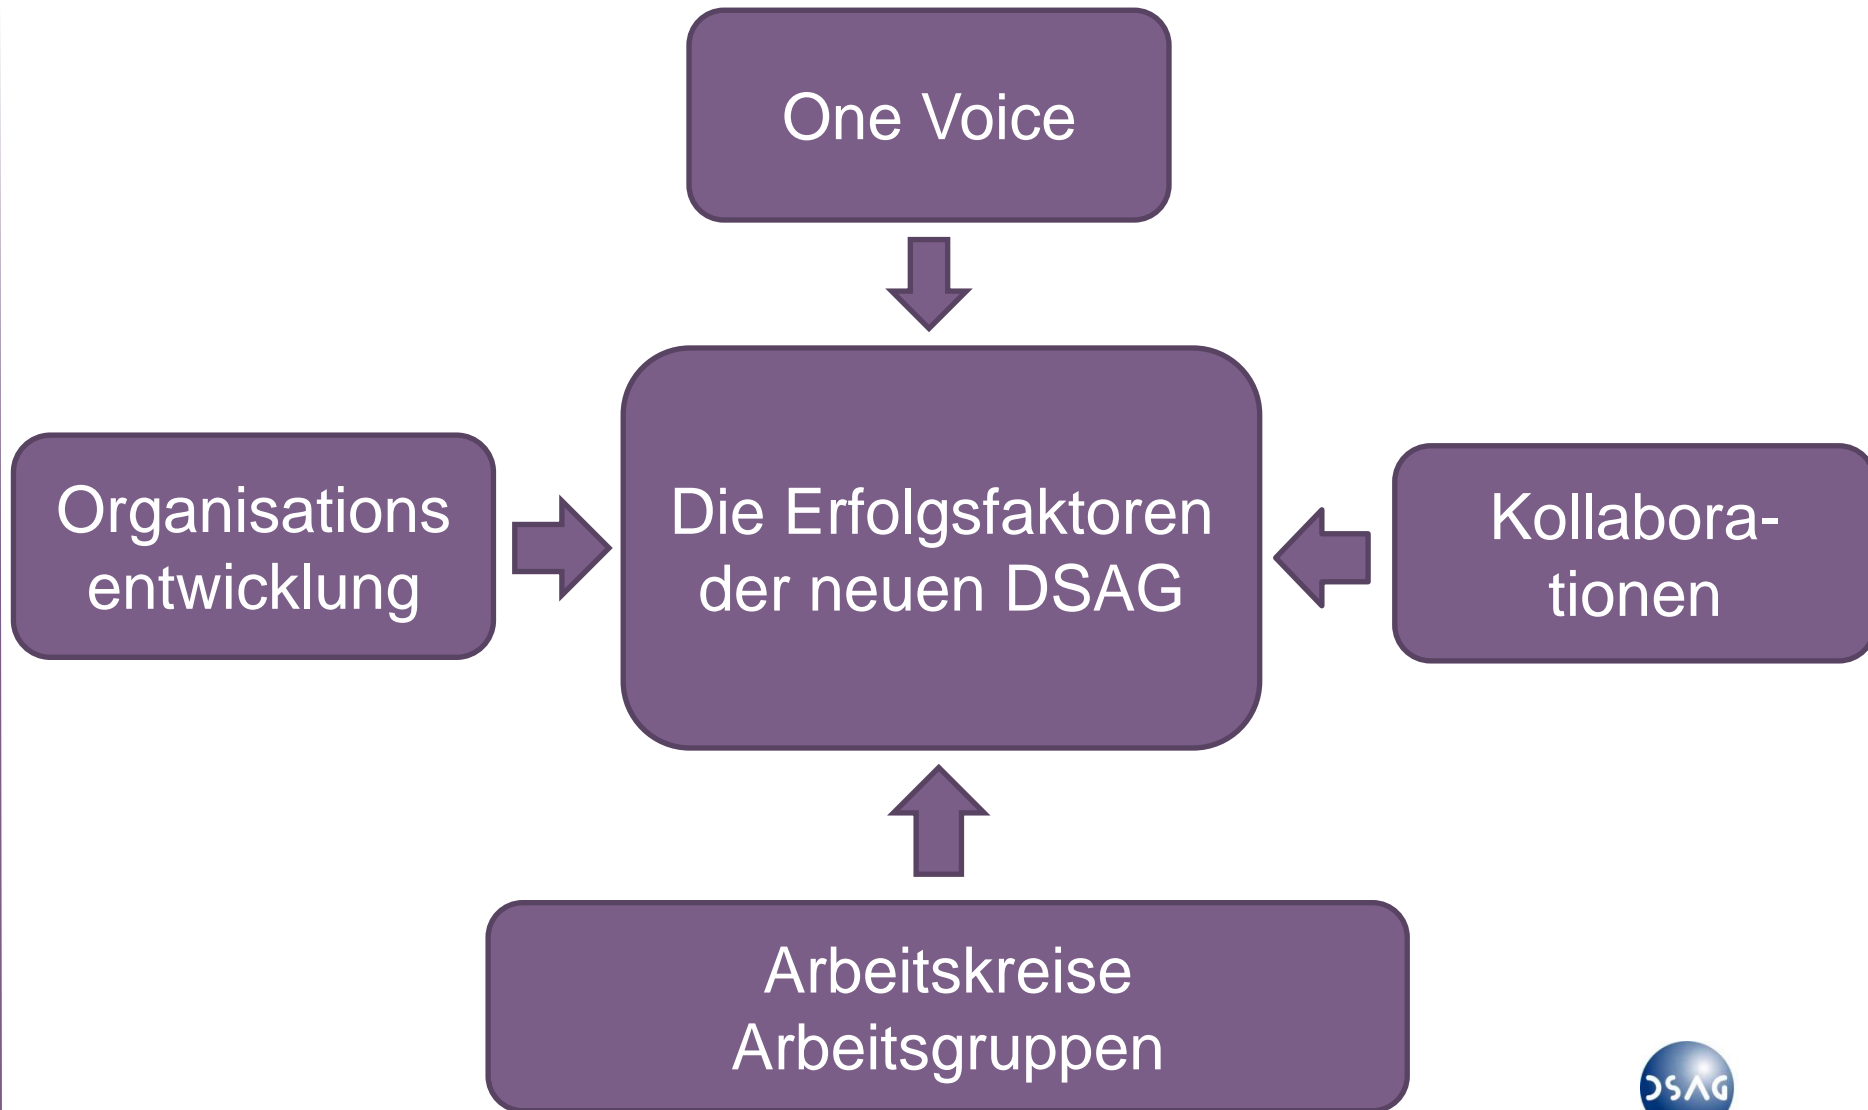 One Voice
Organisations
entwicklung
Die Erfolgsfaktoren
der neuen DSAG
Kollabora-
tionen
Arbeitskreise
Arbeitsgruppen
DSAG